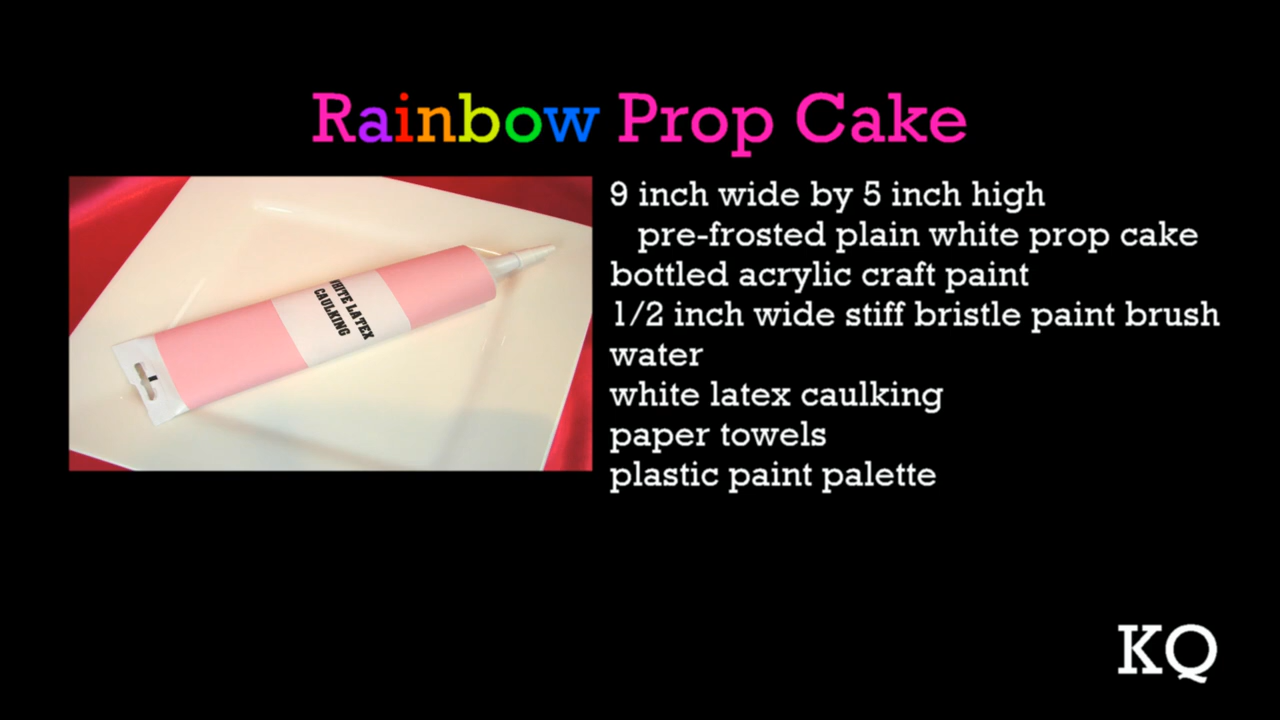 Rainbow Prop Cake
9 inch wide by 5 inch high
pre-frosted plain white prop cake
bottled acrylic craft paint
1/2 inch wide stiff bristle paint brush
water
white latex caulking
paper towels
plastic paint palette
WHITE LATEX
CAULKING
KQ